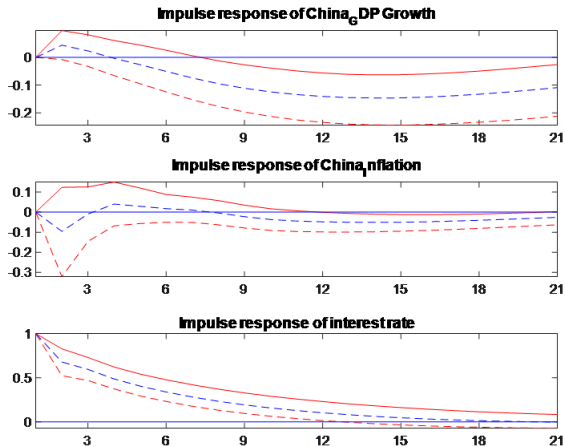 Impulse response of China_GDP Growth
0
-0.1
-0.2
3 6 9 12 15 18 21
Impulse response of China_Inflation
0.1
0
-0.1
-0.2
-0.3
3 6 9 12 15 18 21
Impulse response of interest rate
1
0.5
0
3 6 9 12 15 18 21